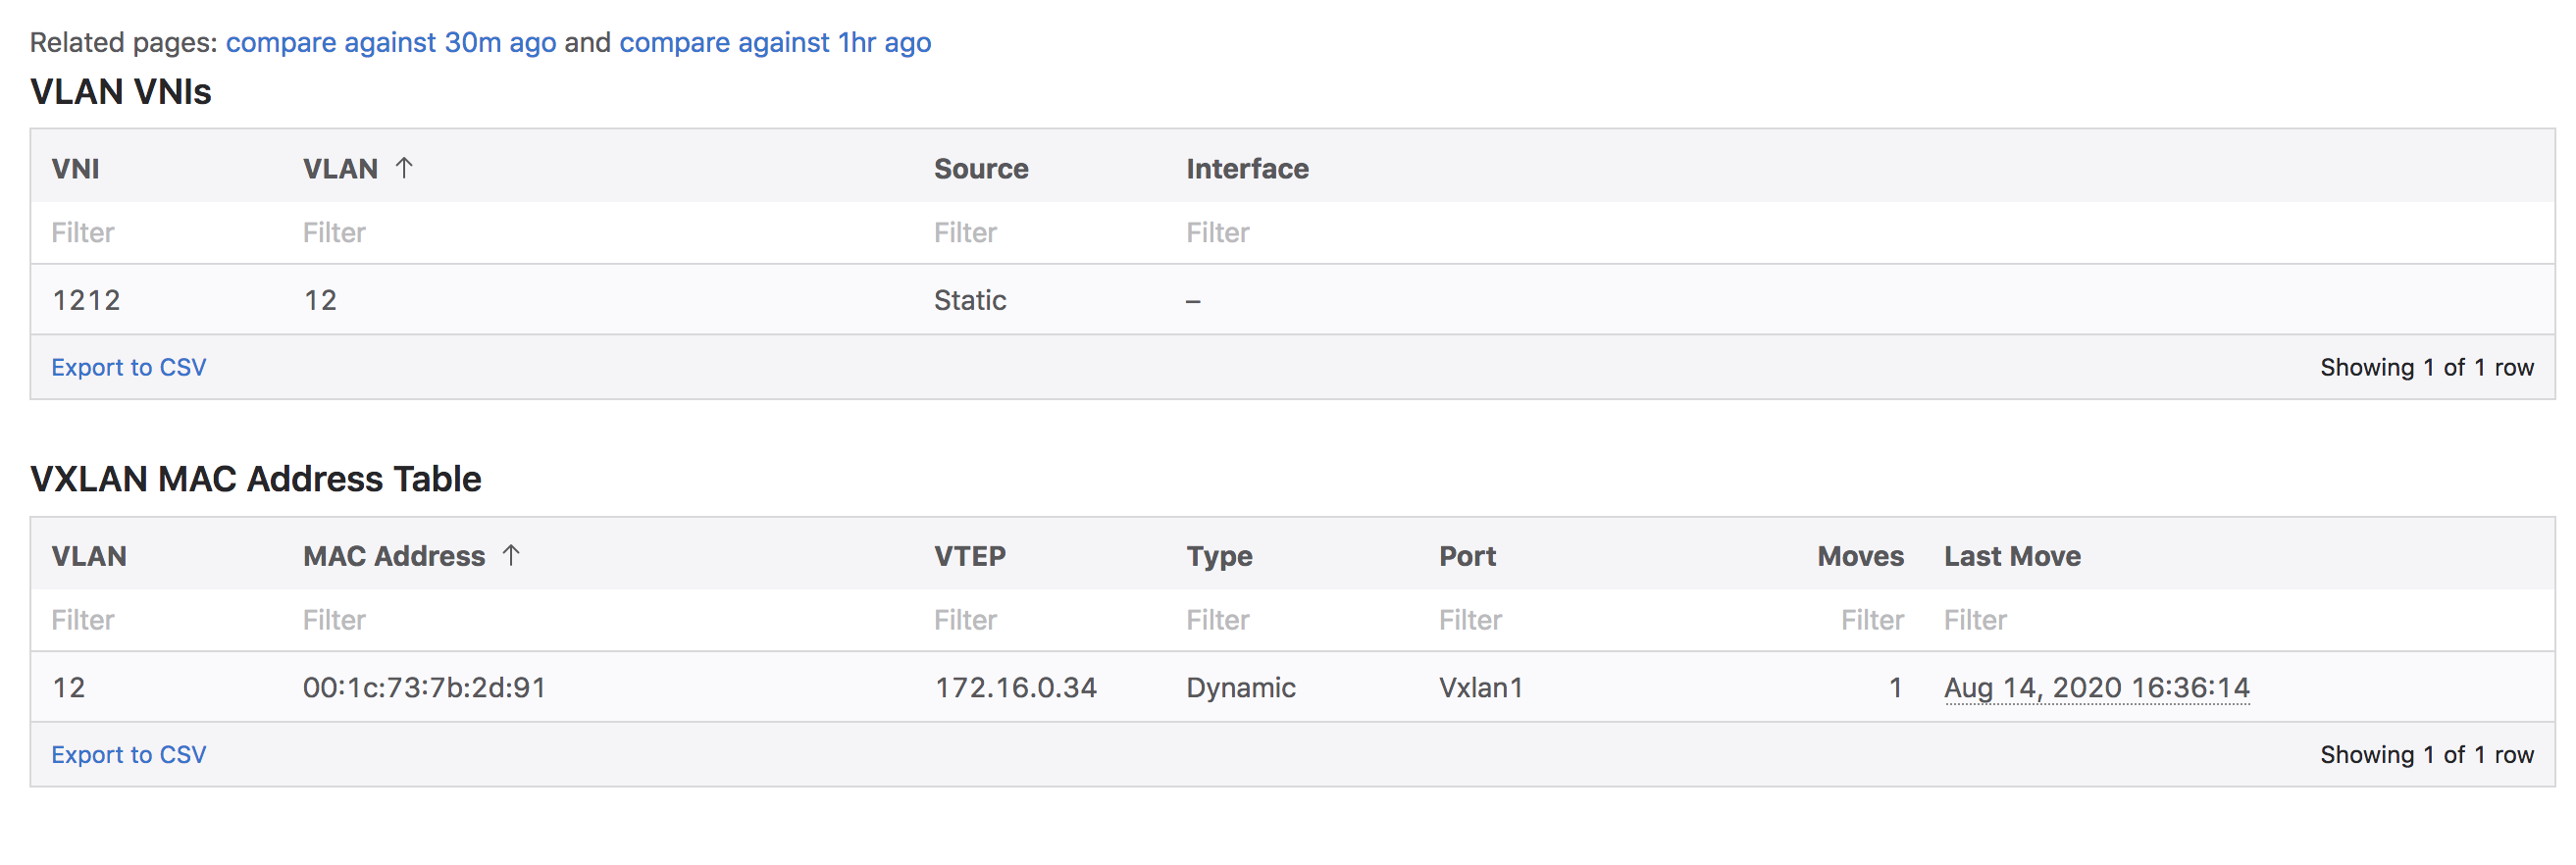 Related pages: compare against 30m ago and compare against 1hr ago
VLAN VNIs
VNI VLAN ↑ Source Interface
Filter Filter Filter Filter
1212 12 Static –
Export to CSV Showing 1 of 1 row
VXLAN MAC Address Table
VLAN MAC Address ↑ VTEP Type Port Moves Last Move
Filter Filter Filter Filter Filter Filter Filter
12 00:1c:73:7b:2d:91 172.16.0.34 Dynamic Vxlan1 1 Aug 14, 2020 16:36:14
Export to CSV Showing 1 of 1 row